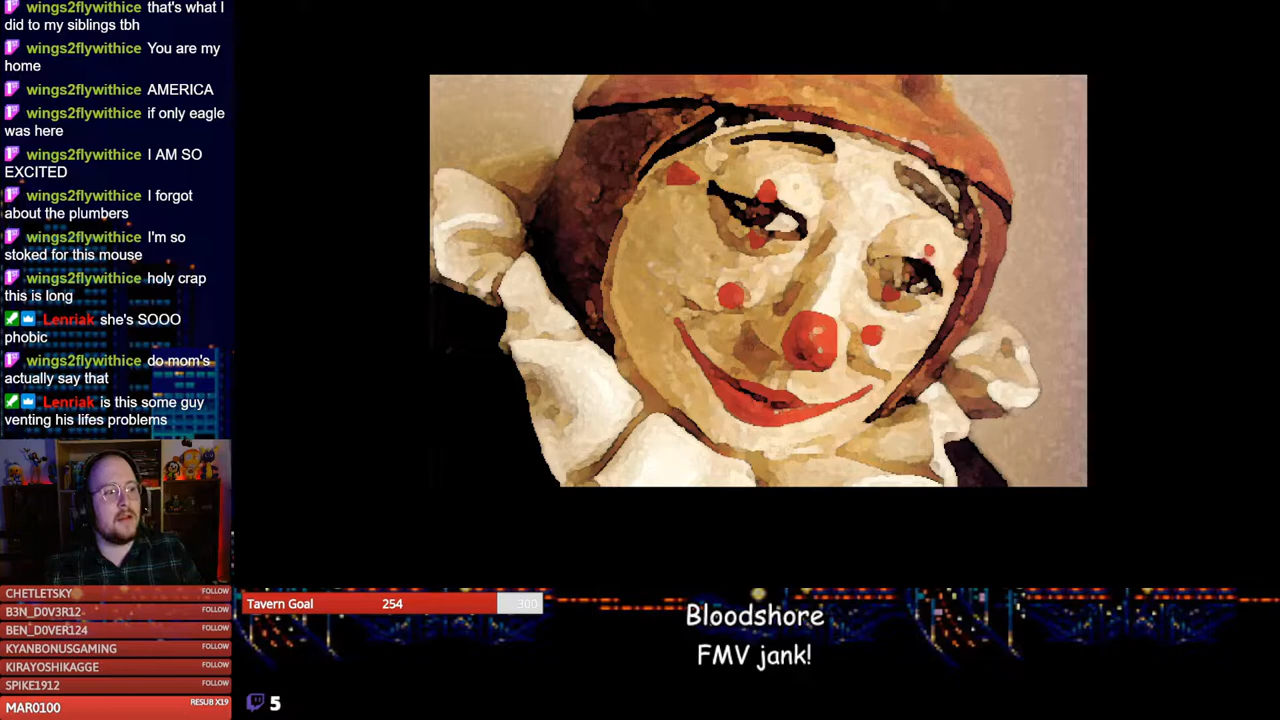 wings2flywithice that's what I
did to my siblings tbh
wings2flywithice You are my
home
wings2flywithice AMERICA
wings2flywithice if only eagle
was here
wings2flywithice I AM SO
EXCITED
wings2flywithice I forgot
about the plumbers
wings2flywithice I'm so
stoked for this mouse
wings2flywithice holy crap
this is long
Lenriak she's SOOO
phobic
wings2flywithice do mom's
actually say that
Lenriak is this some guy
venting his lifes problems
CHETLETSKY FOLLOW
B3N_D0V3R12 FOLLOW
BEN_D0VER124 FOLLOW
KYANBONUSGAMING FOLLOW
KIRAYOSHIKAGGE FOLLOW
SPIKE1912 FOLLOW
MAR0100 RESUB X19
Tavern Goal 254 300
Bloodshore
FMV jank!
5